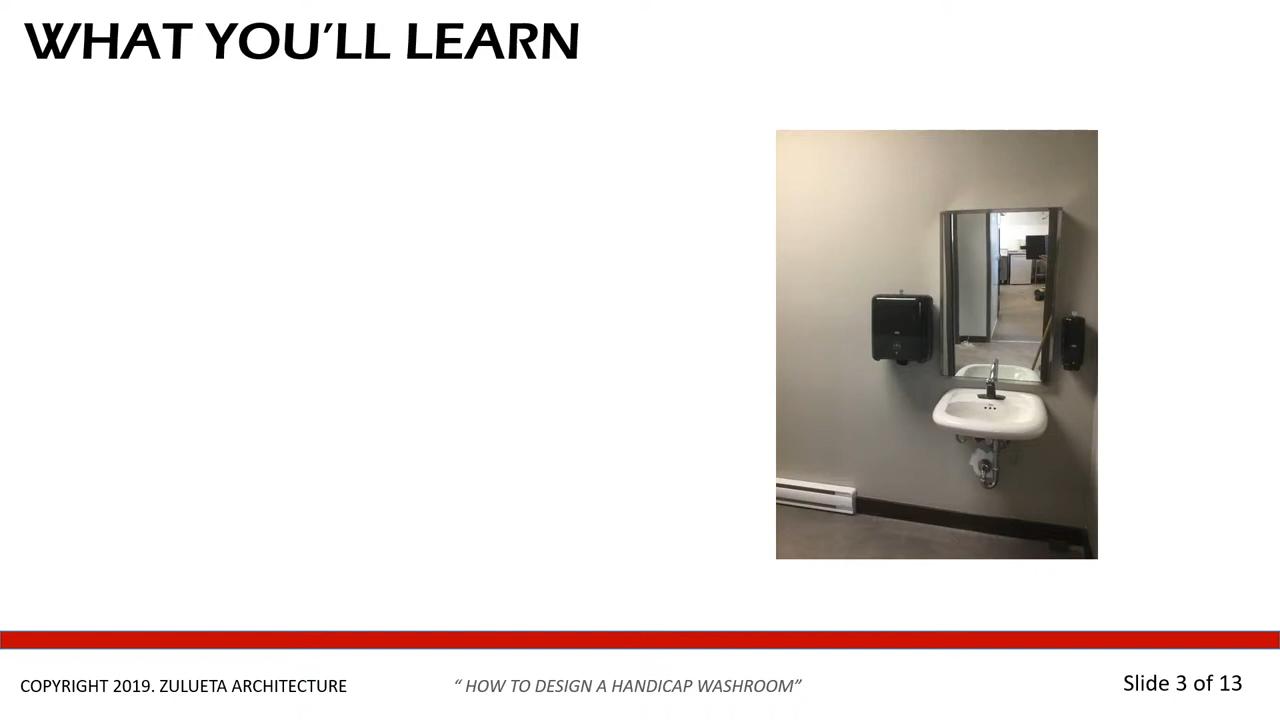 WHAT YOU'LL LEARN
COPYRIGHT 2019. ZULUETA ARCHITECTURE
“ HOW TO DESIGN A HANDICAP WASHROOM”
Slide 3 of 13